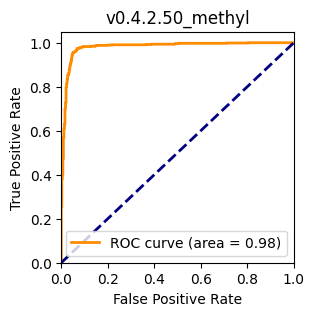 v0.4.2.50_methyl
1.0
0.8
0.6
0.4
0.2
0.0
True Positive Rate
ROC curve (area = 0.98)
0.0 0.2 0.4 0.6 0.8 1.0
False Positive Rate